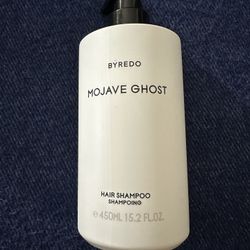 BYREDO
MOJAVE GHOST
HAIR SHAMPOO
SHAMPOING
℮450ML 15.2 FL.OZ.